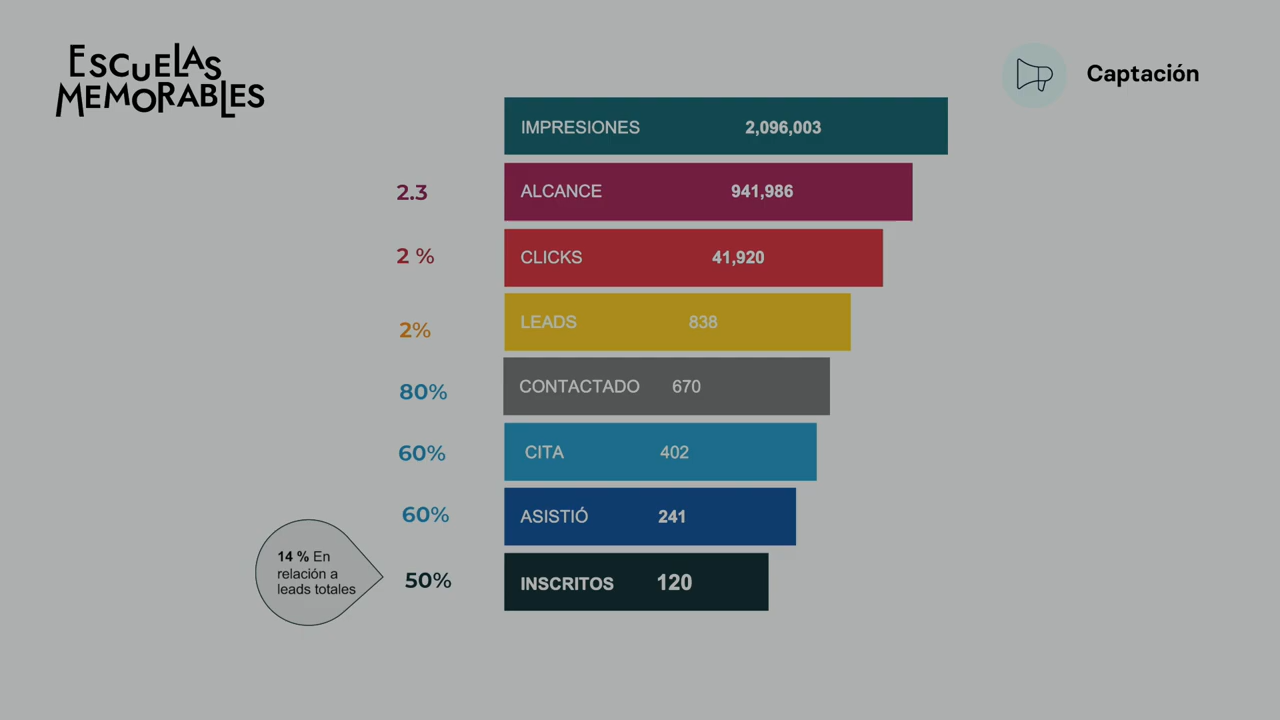 ESCUELAS
MEMORABLES
Captación
IMPRESIONES 2,096,003
2.3 ALCANCE 941,986
2 % CLICKS 41,920
2% LEADS 838
80% CONTACTADO 670
60% CITA 402
60% ASISTIÓ 241
14 % En
relación a
leads totales
50% INSCRITOS 120